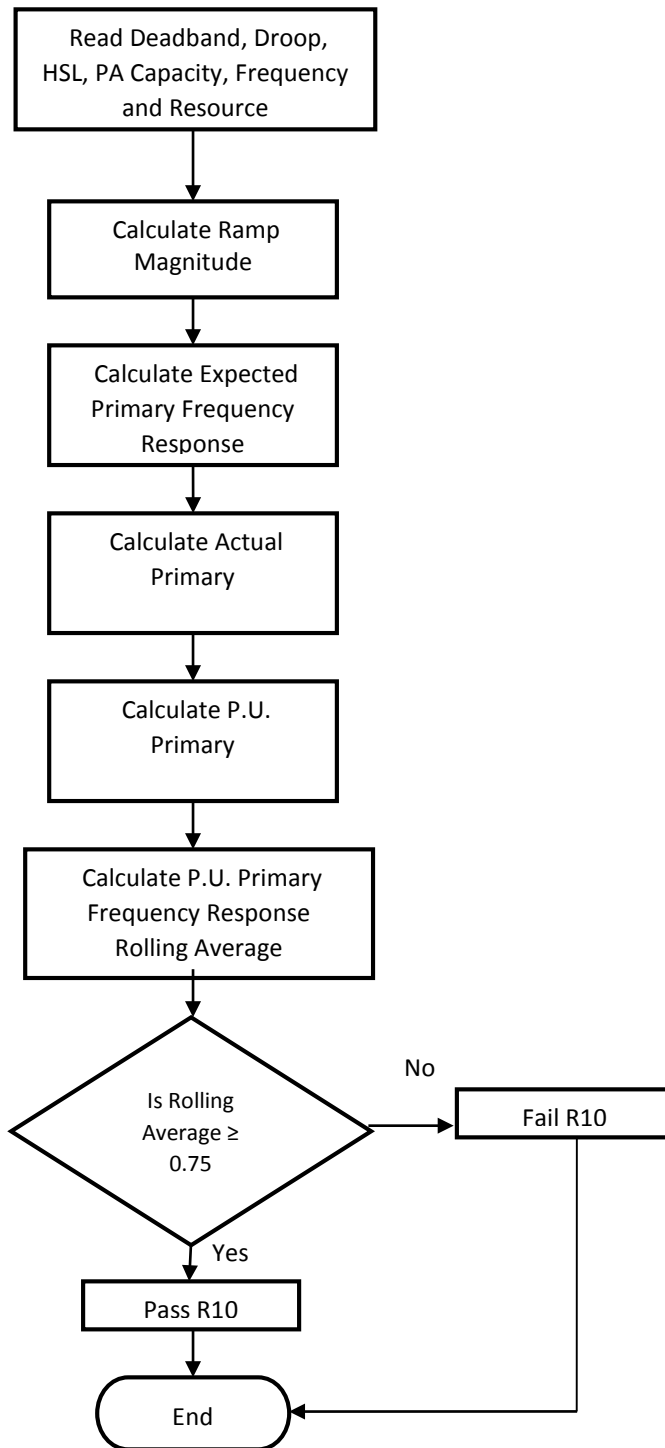 Read Deadband, Droop,
HSL, PA Capacity, Frequency
and Resource
Calculate Ramp
Magnitude
Calculate Expected
Primary Frequency
Response
Calculate Actual
Primary
Calculate P.U.
Primary
Calculate P.U. Primary
Frequency Response
Rolling Average
Is Rolling
Average ≥
0.75
No
Fail R10
Yes
Pass R10
End